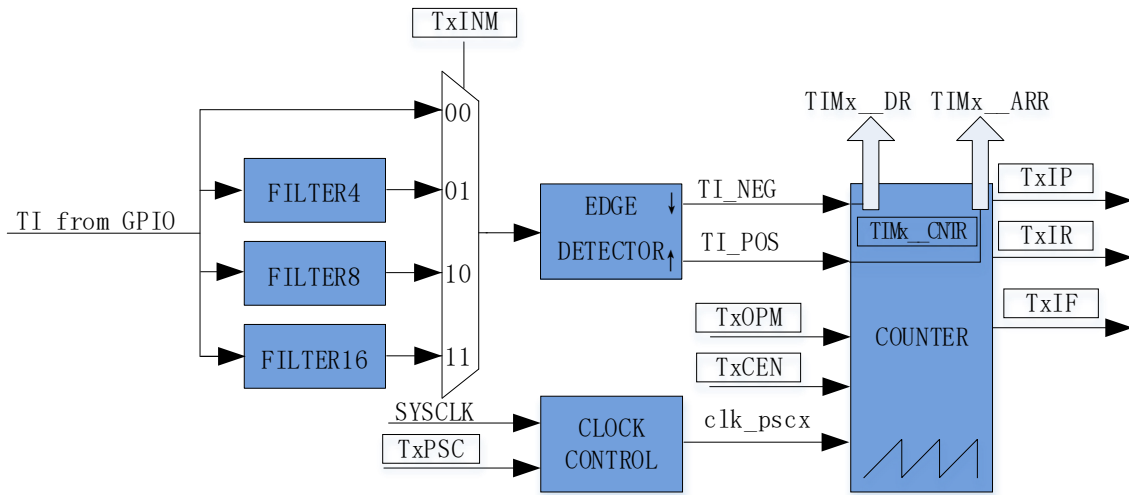 TxINM
TIMx__DR
TIMx__ARR
00
FILTER4
01
TI from GPIO
FILTER8
10
FILTER16
11
EDGE ↓
DETECTOR↑
TI_NEG
TI_POS
TIMx__CNTR
TxIP
TxIR
TxIF
TxOPM
TxCEN
COUNTER
SYSCLK
TxPSC
CLOCK
CONTROL
clk_pscx